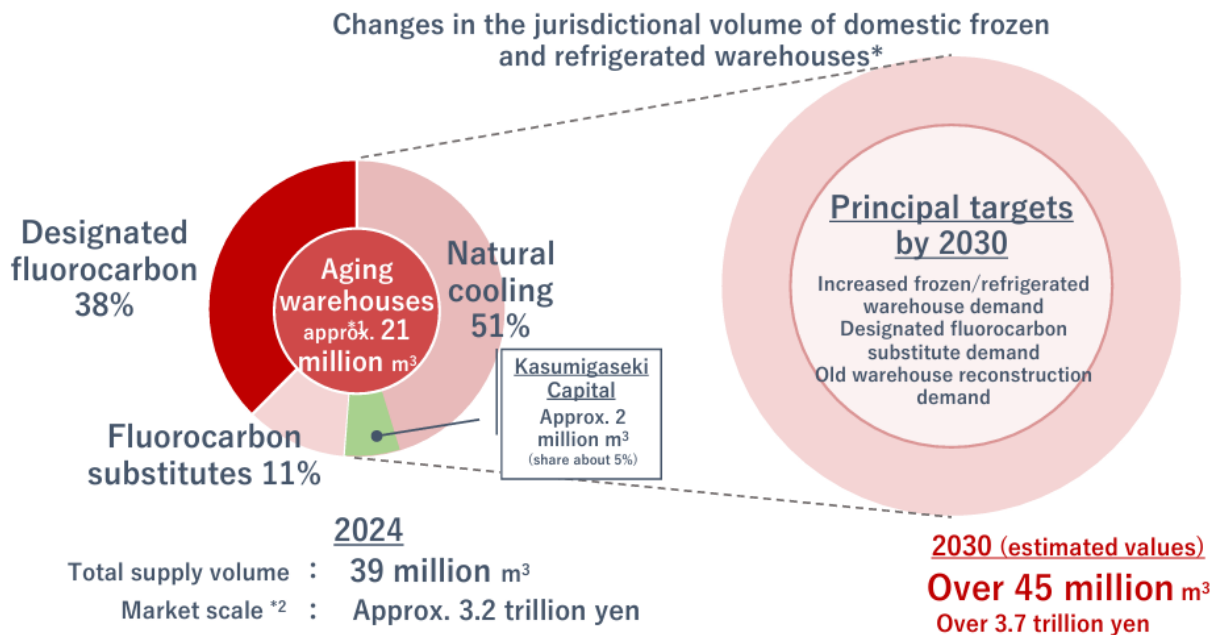 Changes in the jurisdictional volume of domestic frozen
and refrigerated warehouses*
Designated
fluorocarbon
38%
Aging
warehouses
*1
approx. 21
million m³
Natural
cooling
51%
Kasumigaseki
Capital
Approx. 2
million m³
(share about 5%)
Fluorocarbon
substitutes 11%
Principal targets
by 2030
Increased frozen/refrigerated
warehouse demand
Designated fluorocarbon
substitute demand
Old warehouse reconstruction
demand
2024
Total supply volume : 39 million m³
Market scale *2 : Approx. 3.2 trillion yen
2030 (estimated values)
Over 45 million m³
Over 3.7 trillion yen